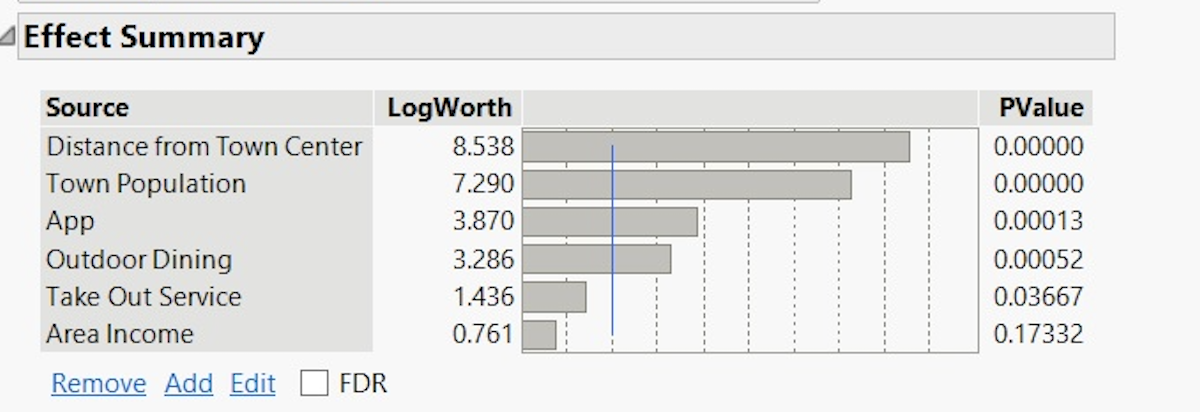 Effect Summary
Source LogWorth PValue
Distance from Town Center 8.538 0.00000
Town Population 7.290 0.00000
App 3.870 0.00013
Outdoor Dining 3.286 0.00052
Take Out Service 1.436 0.03667
Area Income 0.761 0.17332
Remove Add Edit FDR